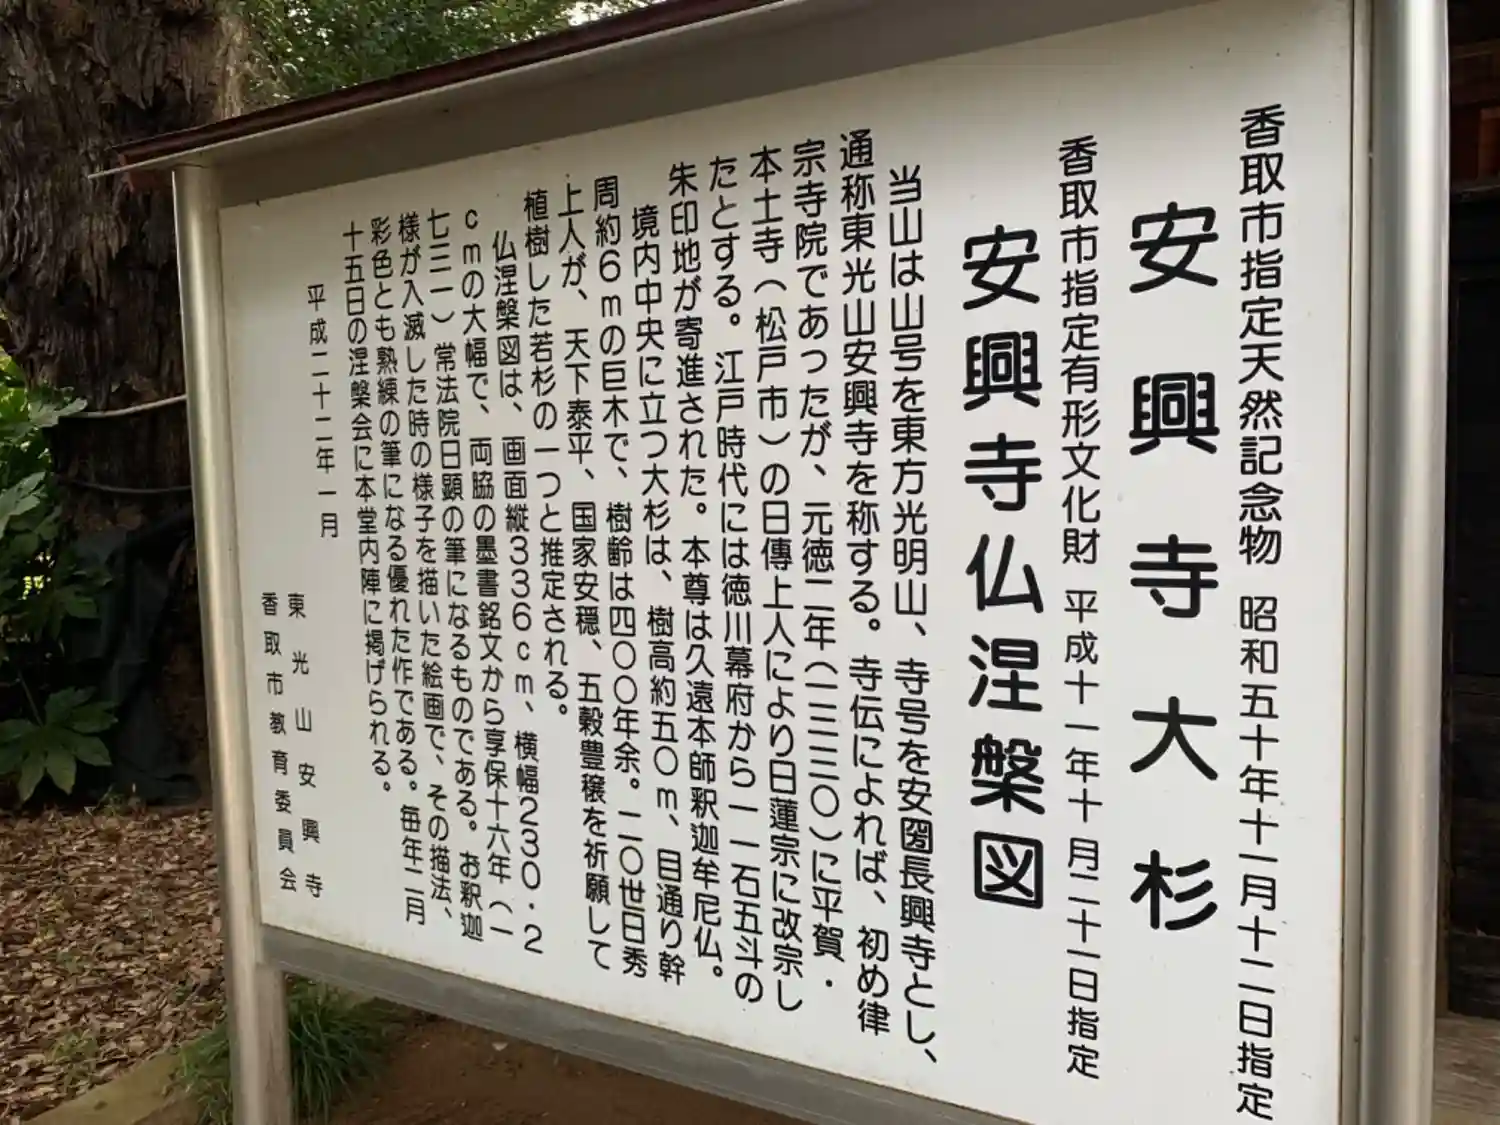 香取市指定天然記念物　昭和五十年十一月十二日指定
安興寺大杉
香取市指定有形文化財　平成十一年十月二十一日指定
安興寺仏涅槃図
当山は山号を東方光明山、寺号を安圀長興寺とし、
通称東光山安興寺を称する。寺伝によれば、初め律
宗寺院であったが、元徳二年（一三三〇）に平賀・
本土寺（松戸市）の日傳上人により日蓮宗に改宗し
たとする。江戸時代には徳川幕府から一一石五斗の
朱印地が寄進された。本尊は久遠本師釈迦牟尼仏。
境内中央に立つ大杉は、樹高約五〇m、目通り幹
周約6mの巨木で、樹齢は四〇〇年余。二〇世日秀
上人が、天下泰平、国家安穏、五穀豊穣を祈願して
植樹した若杉の一つと推定される。
仏涅槃図は、画面縦336cm、横幅230.2
cmの大幅で、両脇の墨書銘文から享保十六年（一
七三一）常法院日顕の筆になるものである。お釈迦
様が入滅した時の様子を描いた絵画で、その描法、
彩色とも熟練の筆になる優れた作である。毎年二月
十五日の涅槃会に本堂内陣に掲げられる。
平成二十二年一月
東光山安興寺
香取市教育委員会